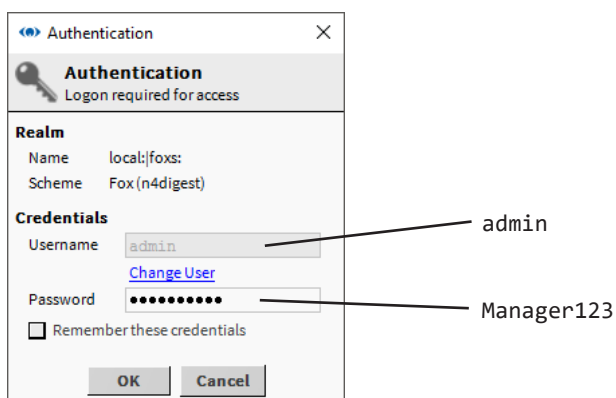 Authentication
Authentication
Logon required for access
Realm
Name local:|foxs:
Scheme Fox (n4digest)
Credentials
Username admin
admin
Change User
Password ●●●●●●●●●●
Manager123
Remember these credentials
OK Cancel